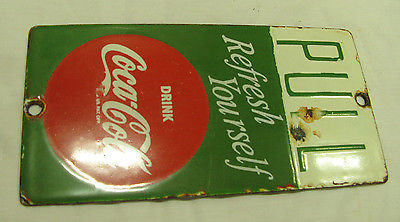 PULL
Refresh
Yourself
DRINK
Coca-Cola